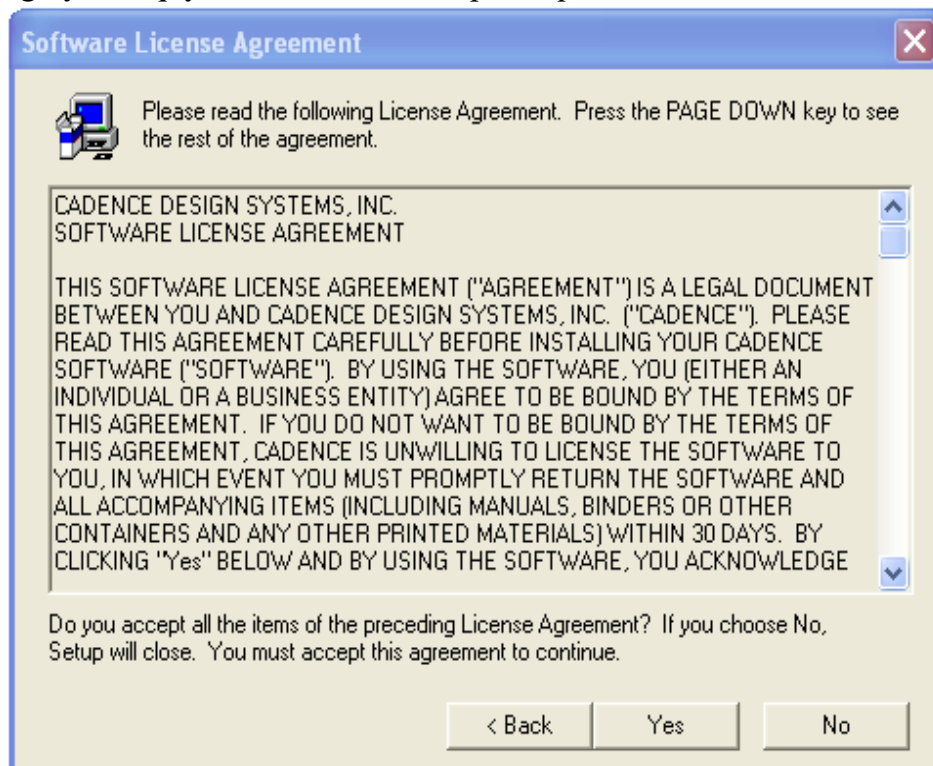 Software License Agreement
Please read the following License Agreement. Press the PAGE DOWN key to see
the rest of the agreement.
CADENCE DESIGN SYSTEMS, INC.
SOFTWARE LICENSE AGREEMENT
THIS SOFTWARE LICENSE AGREEMENT ("AGREEMENT") IS A LEGAL DOCUMENT
BETWEEN YOU AND CADENCE DESIGN SYSTEMS, INC. ("CADENCE"). PLEASE
READ THIS AGREEMENT CAREFULLY BEFORE INSTALLING YOUR CADENCE
SOFTWARE ("SOFTWARE"). BY USING THE SOFTWARE, YOU (EITHER AN
INDIVIDUAL OR A BUSINESS ENTITY) AGREE TO BE BOUND BY THE TERMS OF
THIS AGREEMENT. IF YOU DO NOT WANT TO BE BOUND BY THE TERMS OF
THIS AGREEMENT, CADENCE IS UNWILLING TO LICENSE THE SOFTWARE TO
YOU, IN WHICH EVENT YOU MUST PROMPTLY RETURN THE SOFTWARE AND
ALL ACCOMPANYING ITEMS (INCLUDING MANUALS, BINDERS OR OTHER
CONTAINERS AND ANY OTHER PRINTED MATERIALS) WITHIN 30 DAYS. BY
CLICKING "Yes" BELOW AND BY USING THE SOFTWARE, YOU ACKNOWLEDGE
Do you accept all the items of the preceding License Agreement? If you choose No,
Setup will close. You must accept this agreement to continue.
< Back Yes No